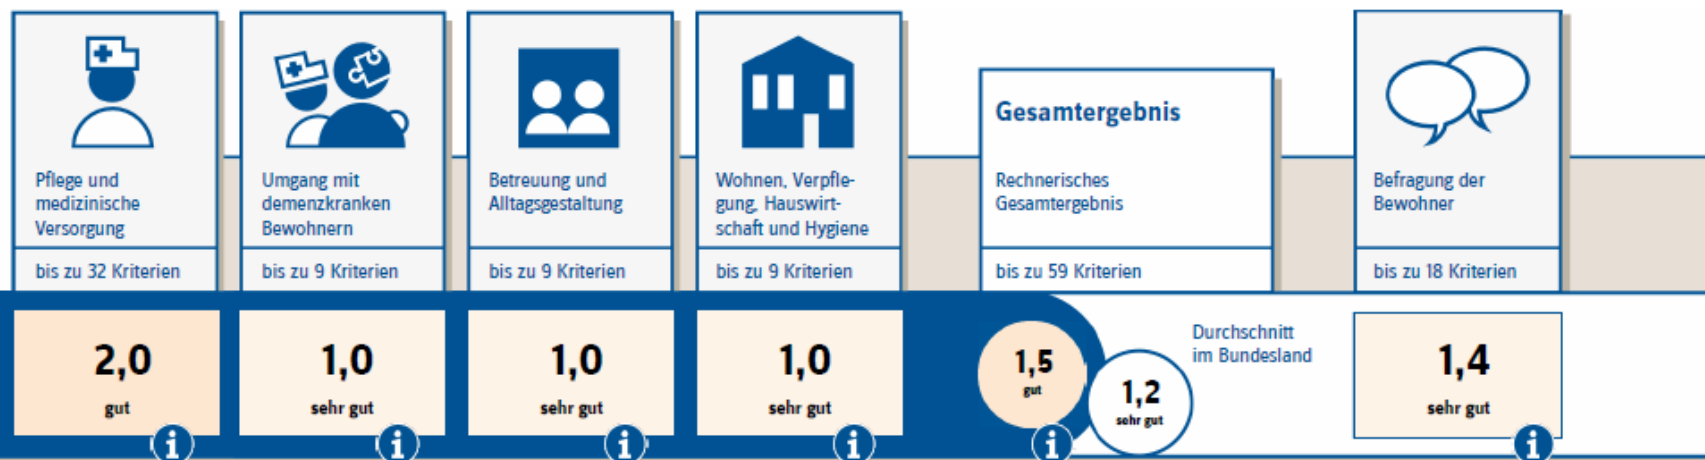 Pflege und
medizinische
Versorgung
bis zu 32 Kriterien
2,0
gut
Umgang mit
demenzkranken
Bewohnern
bis zu 9 Kriterien
1,0
sehr gut
Betreuung und
Alltagsgestaltung
bis zu 9 Kriterien
1,0
sehr gut
Wohnen, Verpfle-
gung, Hauswirt-
schaft und Hygiene
bis zu 9 Kriterien
1,0
sehr gut
Gesamtergebnis
Rechnerisches
Gesamtergebnis
bis zu 59 Kriterien
1,5
gut
1,2
sehr gut
Durchschnitt
im Bundesland
Befragung der
Bewohner
bis zu 18 Kriterien
1,4
sehr gut